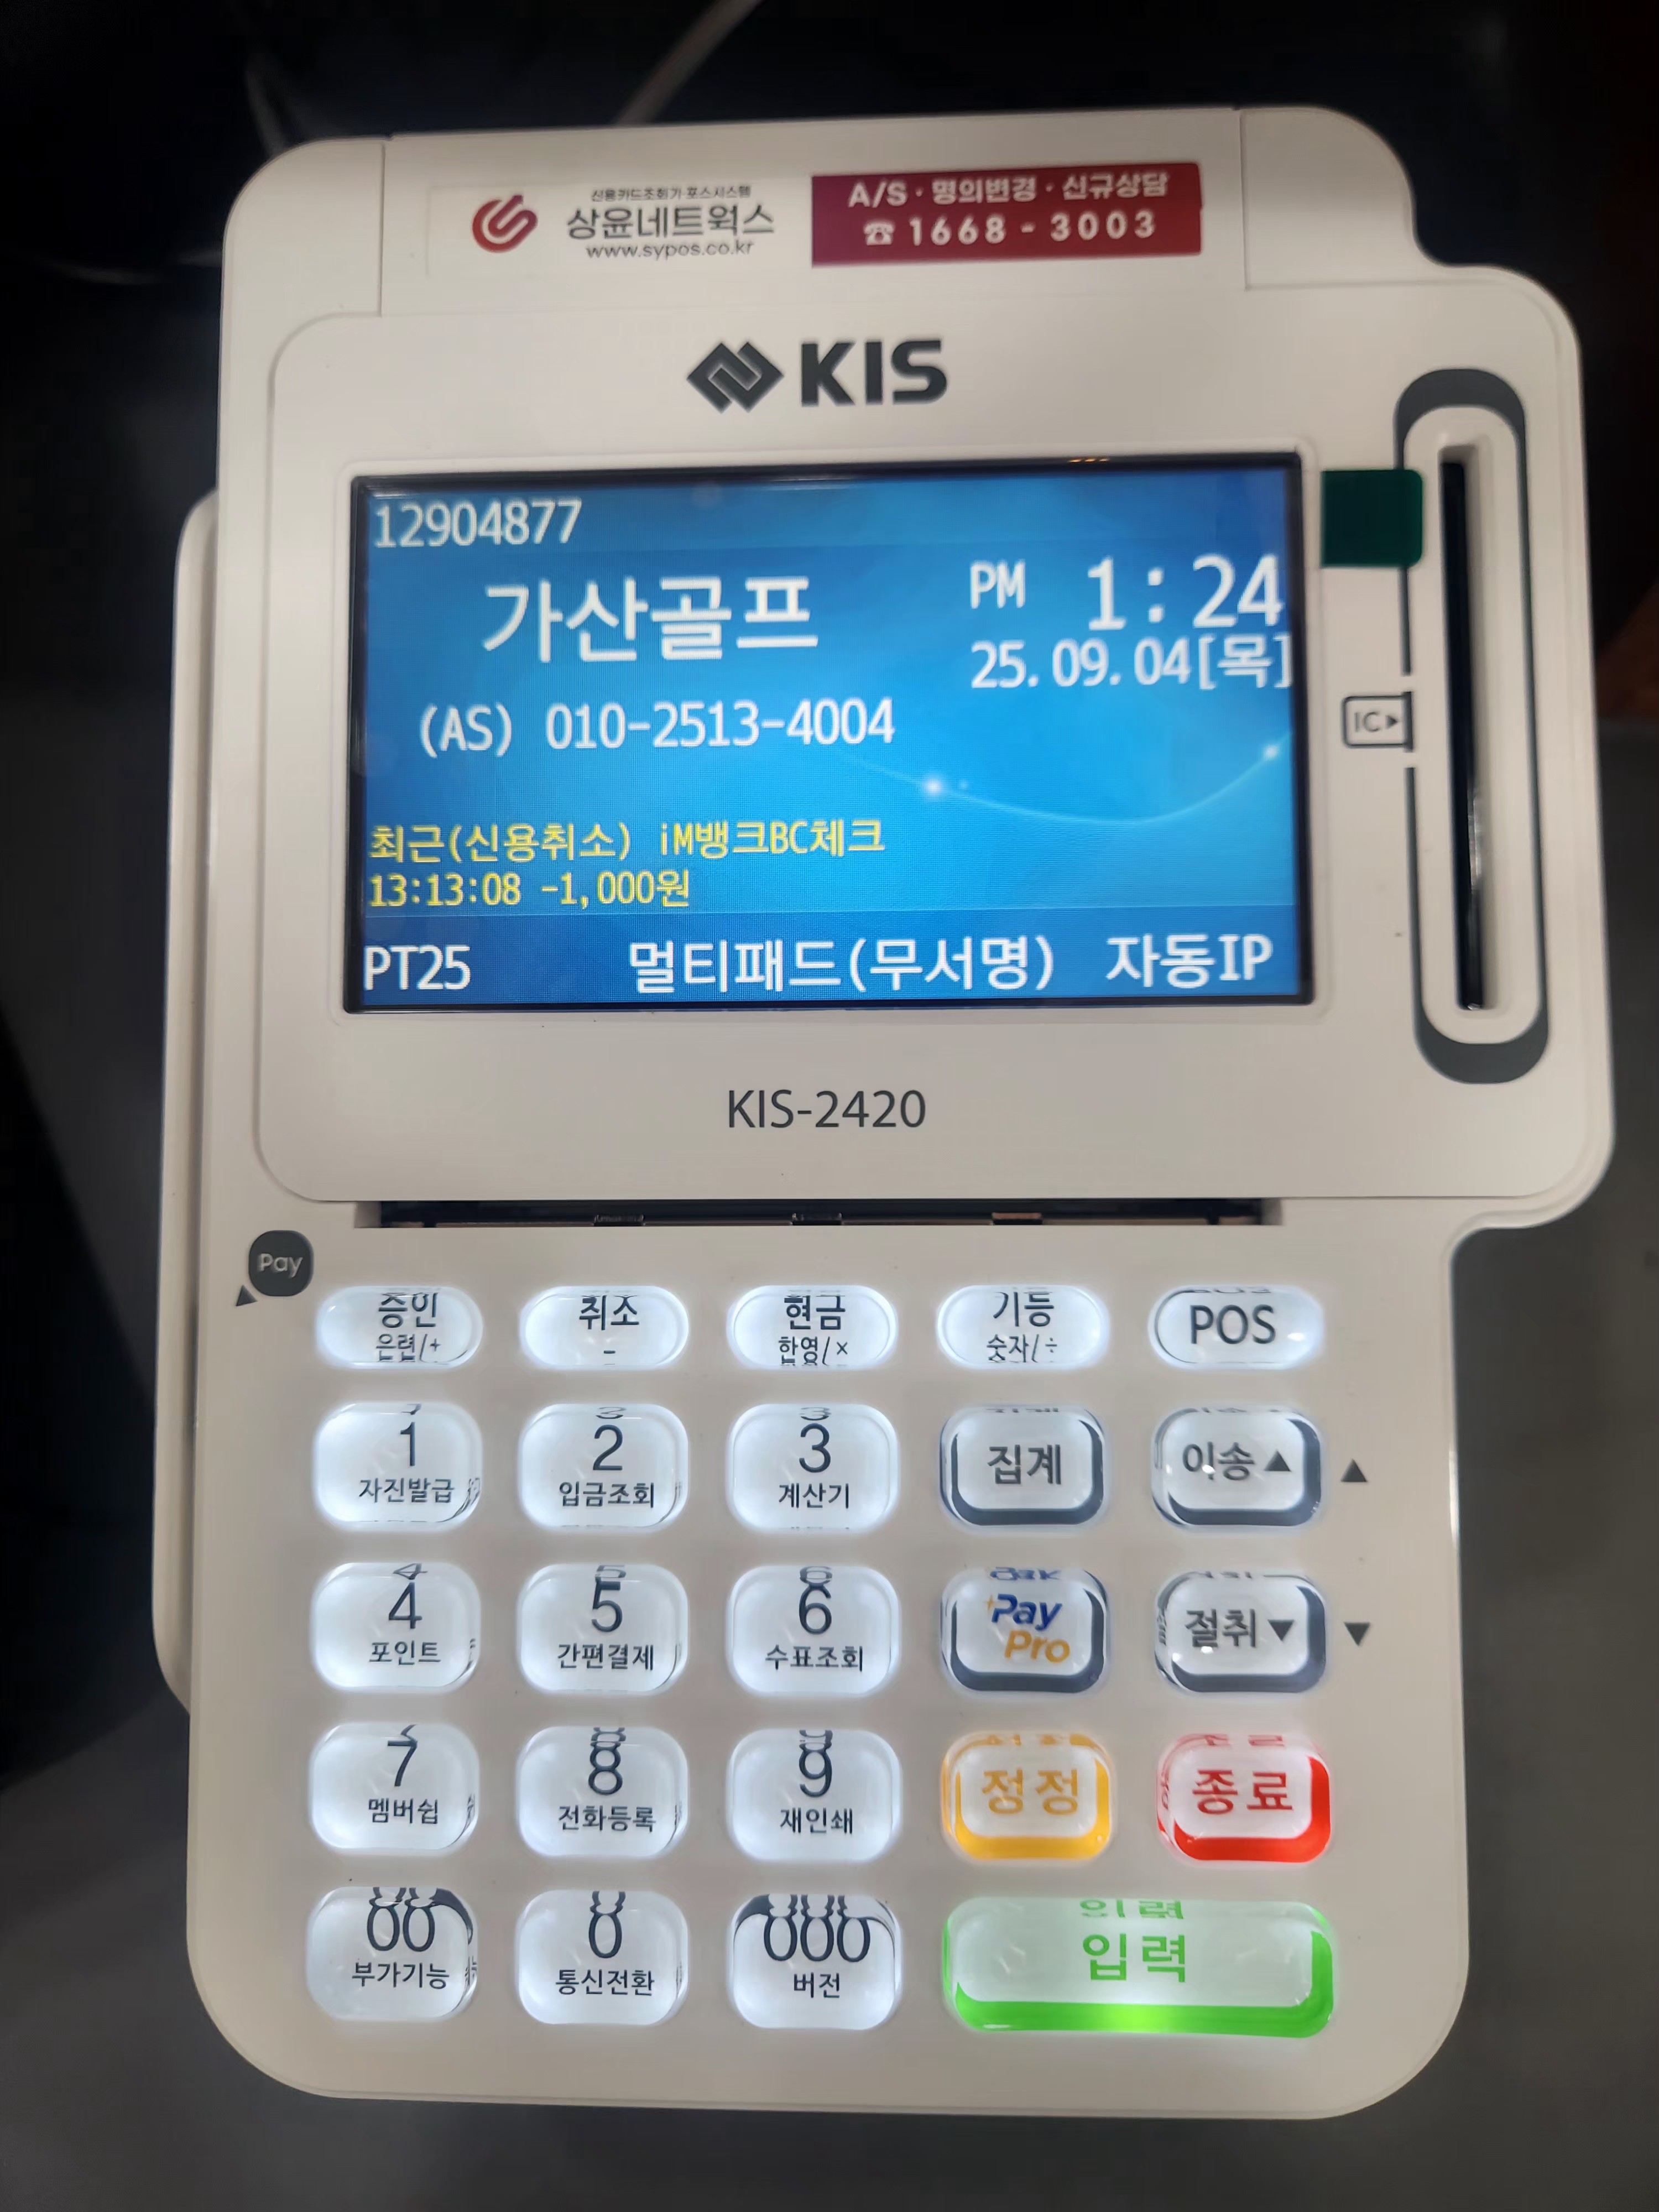 신용카드조회기·포스시스템
상윤네트웍스
www.sypos.co.kr
A/S · 명의변경 · 신규상담
☎ 1668 - 3003
KIS
12904877
가산골프
PM 1:24
25.09.04[목]
(AS) 010-2513-4004
최근(신용취소) iM뱅크BC체크
13:13:08 -1,000원
PT25 멀티패드(무서명) 자동IP
IC▶
KIS-2420
Pay
승인 취소 현금 기능 POS
은련/+ - 한영/× 숫자/÷
1 2 3 집계 이송▲ ▲
자진발급 입금조회 계산기
4 5 6 Pay Pro 절취▼ ▼
포인트 간편결제 수표조회
7 8 9 정정 종료
멤버쉽 전화등록 재인쇄
00 0 000 입력
부가기능 통신전환 버전